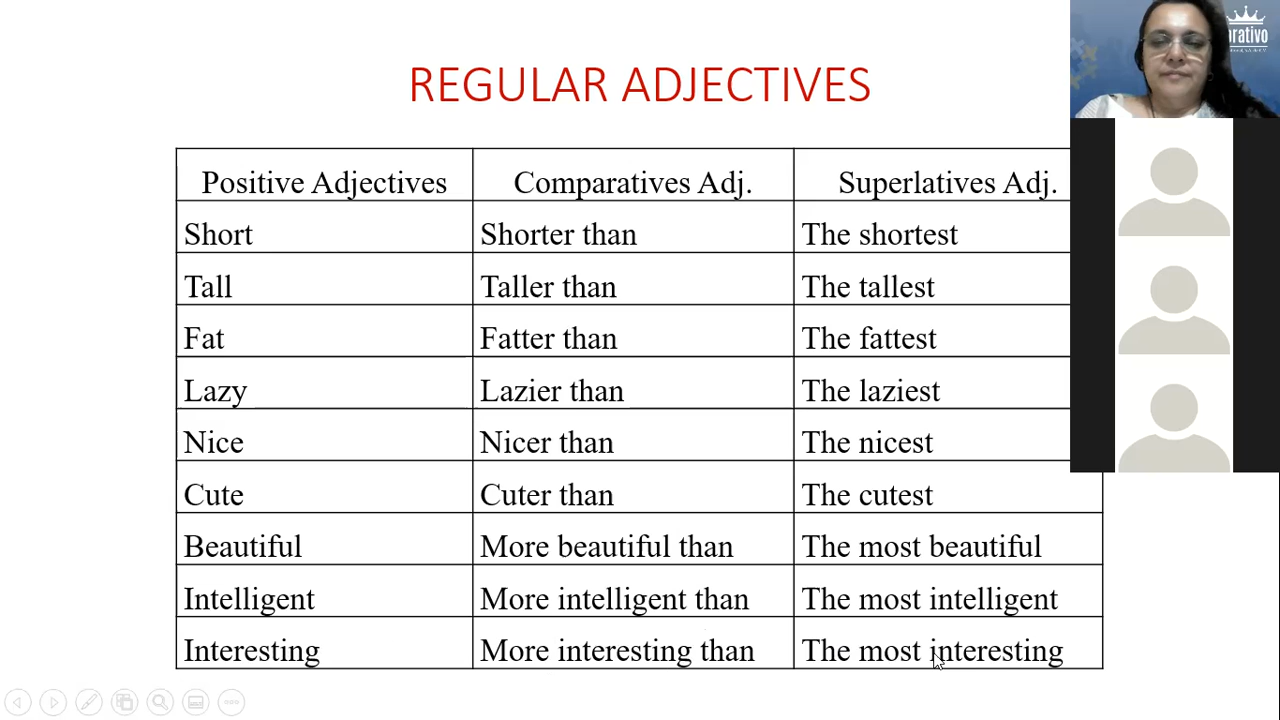 REGULAR ADJECTIVES
Positive Adjectives Comparatives Adj. Superlatives Adj.
Short Shorter than The shortest
Tall Taller than The tallest
Fat Fatter than The fattest
Lazy Lazier than The laziest
Nice Nicer than The nicest
Cute Cuter than The cutest
Beautiful More beautiful than The most beautiful
Intelligent More intelligent than The most intelligent
Interesting More interesting than The most interesting